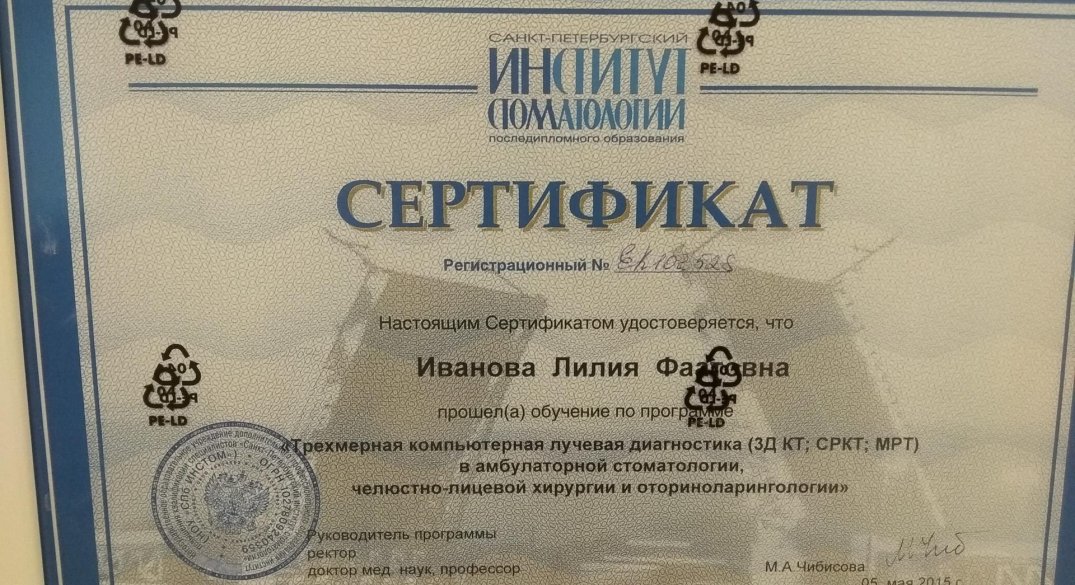 PE-LD
PE-LD
САНКТ-ПЕТЕРБУРГСКИЙ
ИНСТИТУТ
СТОМАТОЛОГИИ
последипломного образования
СЕРТИФИКАТ
Регистрационный №
Настоящим Сертификатом удостоверяется, что
Иванова Лилия
прошел(а) обучение по программе
PE-LD
PE-LD
«Трехмерная компьютерная лучевая диагностика (3Д КТ; СРКТ; МРТ)
в амбулаторной стоматологии,
челюстно-лицевой хирургии и оториноларингологии»
Руководитель программы
ректор
доктор мед. наук, профессор
М.А.Чибисова
05. мая 2015 г.